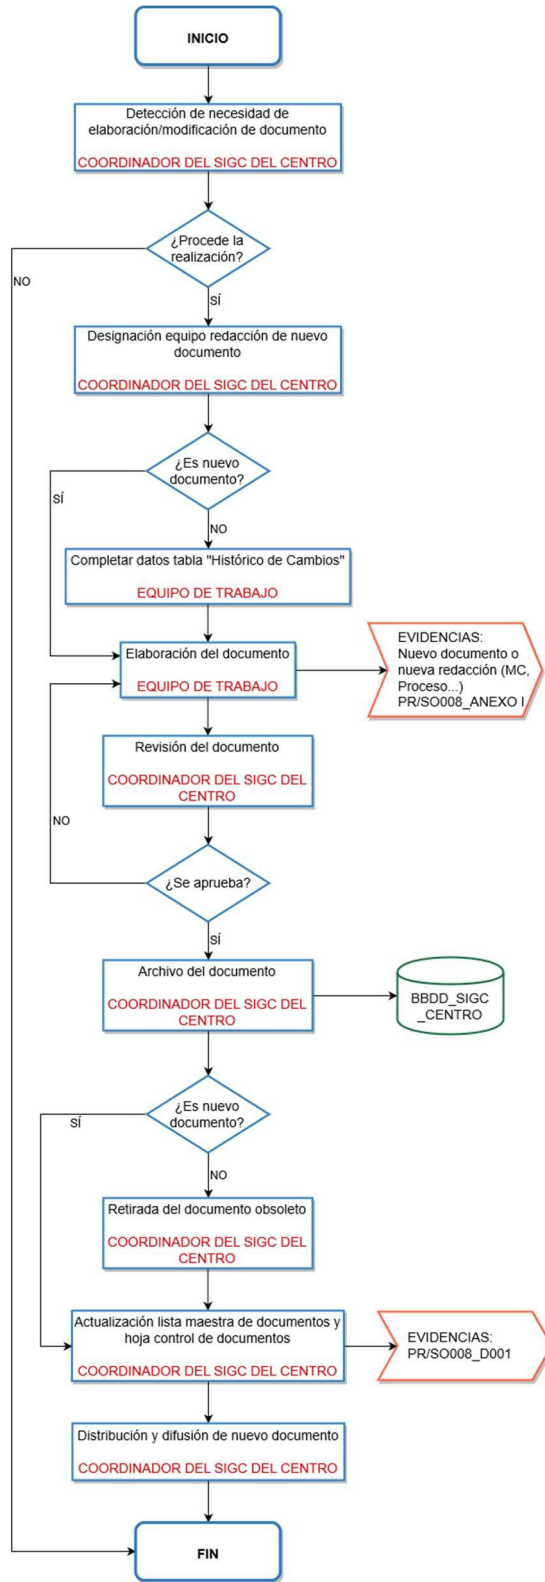 INICIO
Detección de necesidad de
elaboración/modificación de documento
COORDINADOR DEL SIGC DEL CENTRO
¿Procede la
realización?
NO
SÍ
Designación equipo redacción de nuevo
documento
COORDINADOR DEL SIGC DEL CENTRO
¿Es nuevo
documento?
SÍ
NO
Completar datos tabla "Histórico de Cambios"
EQUIPO DE TRABAJO
Elaboración del documento
EQUIPO DE TRABAJO
EVIDENCIAS:
Nuevo documento o
nueva redacción (MC,
Proceso...)
PR/SO008_ANEXO I
Revisión del documento
COORDINADOR DEL SIGC DEL
CENTRO
NO
¿Se aprueba?
SÍ
Archivo del documento
COORDINADOR DEL SIGC DEL
CENTRO
BBDD_SIGC
_CENTRO
¿Es nuevo
documento?
SÍ
NO
Retirada del documento obsoleto
COORDINADOR DEL SIGC DEL
CENTRO
Actualización lista maestra de documentos y
hoja control de documentos
COORDINADOR DEL SIGC DEL CENTRO
EVIDENCIAS:
PR/SO008_D001
Distribución y difusión de nuevo documento
COORDINADOR DEL SIGC DEL CENTRO
FIN